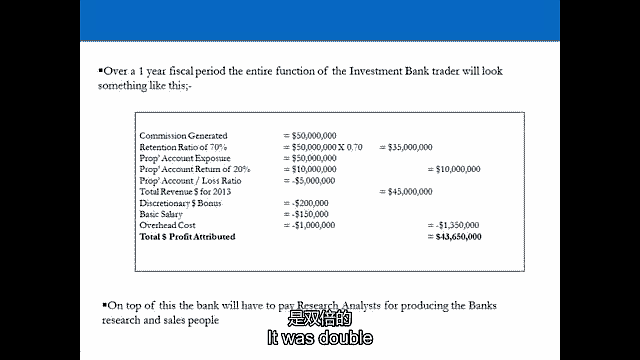 ▪Over a 1 year fiscal period the entire function of the Investment Bank trader will look
something like this;-
Commission Generated = $50,000,000
Retention Ratio of 70% = $50,000,000 X 0.70 = $35,000,000
Prop' Account Exposure = $50,000,000
Prop' Account Return of 20% = $10,000,000 = $10,000,000
Prop' Account / Loss Ratio = -$5,000,000
Total Revenue $ for 2013 = $45,000,000
Discretionary $ Bonus = -$200,000
Basic Salary = -$150,000
Overhead Cost = -$1,000,000 = -$1,350,000
Total $ Profit Attributed = $43,650,000
▪On top of this the bank will have to pay Research Analysts for producing the Banks
research and sales people
是双倍的
It was double